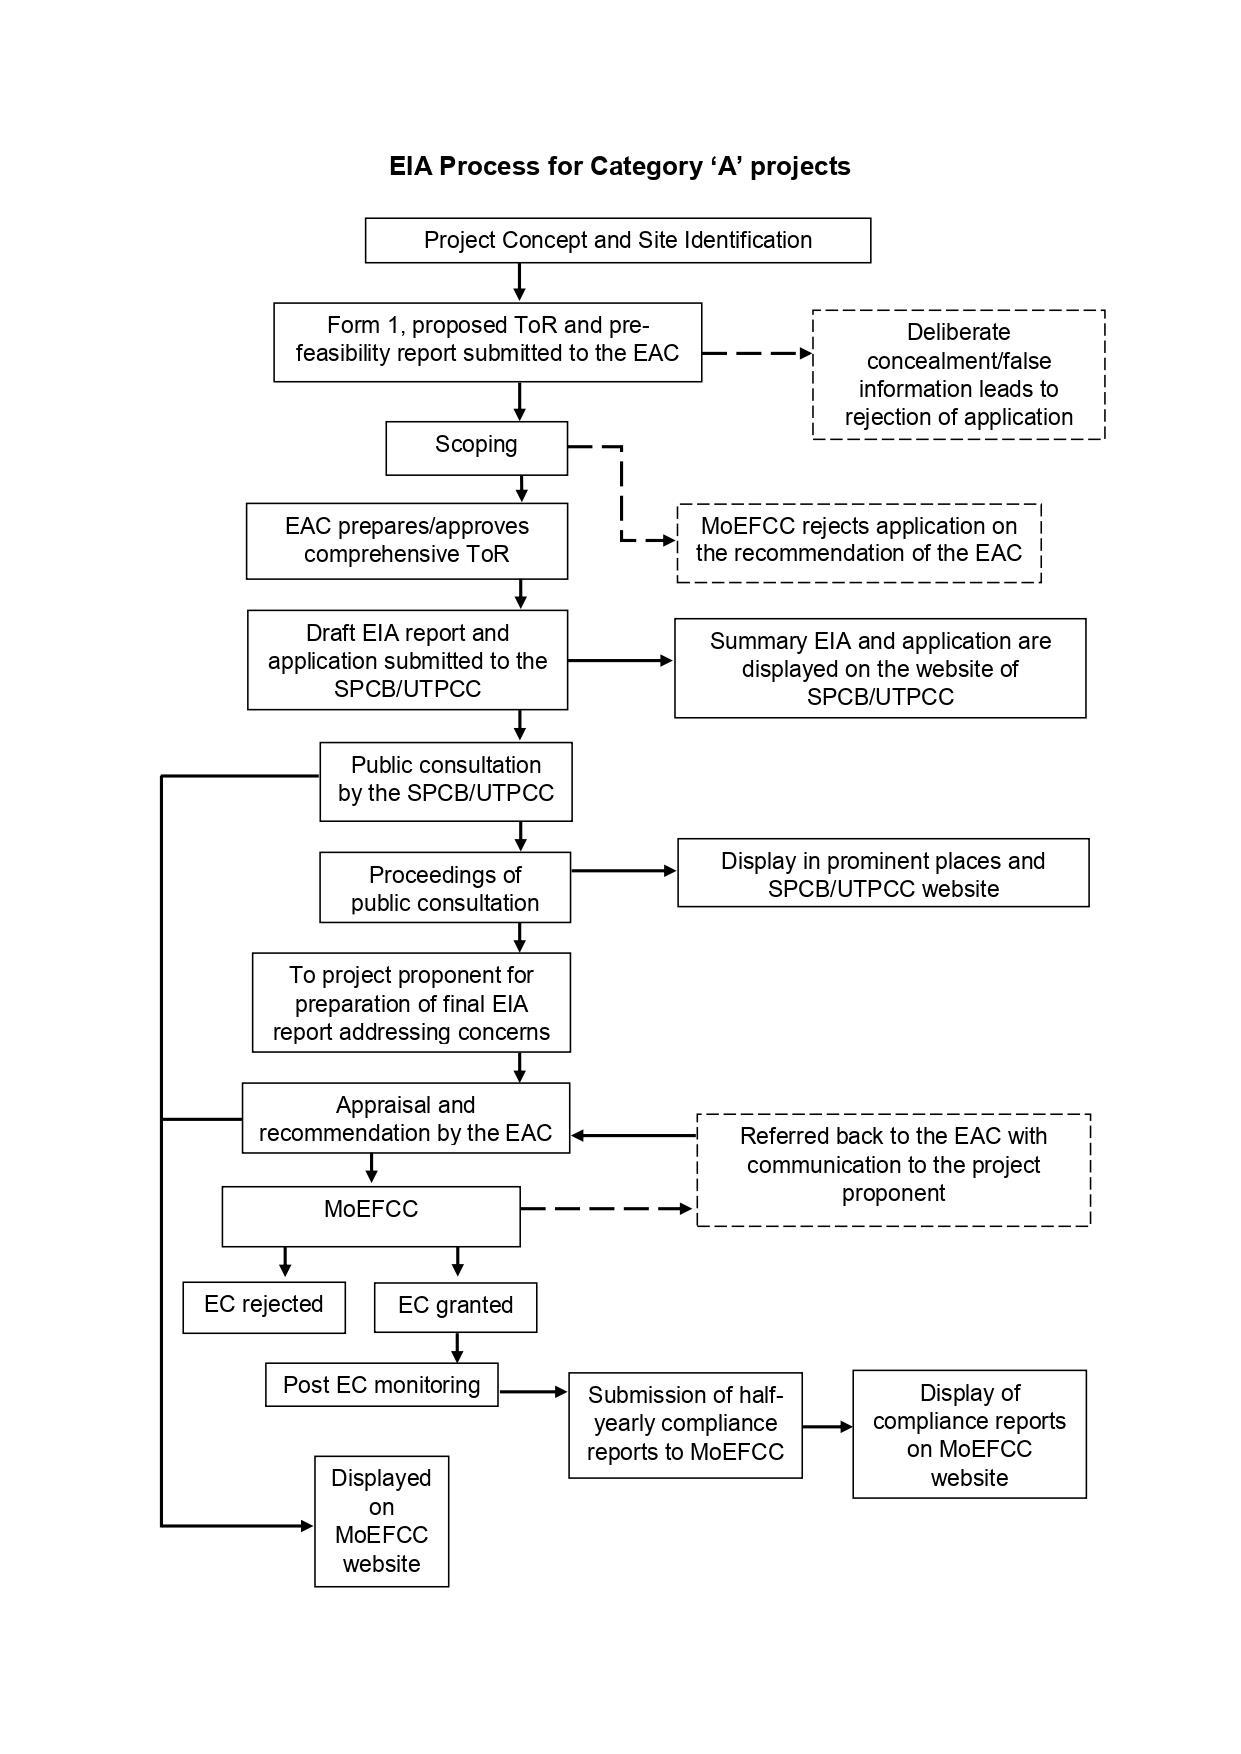 EIA Process for Category ‘A’ projects
Project Concept and Site Identification
Form 1, proposed ToR and pre-
feasibility report submitted to the EAC
Deliberate
concealment/false
information leads to
rejection of application
Scoping
MoEFCC rejects application on
the recommendation of the EAC
EAC prepares/approves
comprehensive ToR
Draft EIA report and
application submitted to the
SPCB/UTPCC
Summary EIA and application are
displayed on the website of
SPCB/UTPCC
Public consultation
by the SPCB/UTPCC
Proceedings of
public consultation
Display in prominent places and
SPCB/UTPCC website
To project proponent for
preparation of final EIA
report addressing concerns
Appraisal and
recommendation by the EAC
Referred back to the EAC with
communication to the project
proponent
MoEFCC
EC rejected
EC granted
Post EC monitoring
Submission of half-
yearly compliance
reports to MoEFCC
Display of
compliance reports
on MoEFCC
website
Displayed
on
MoEFCC
website